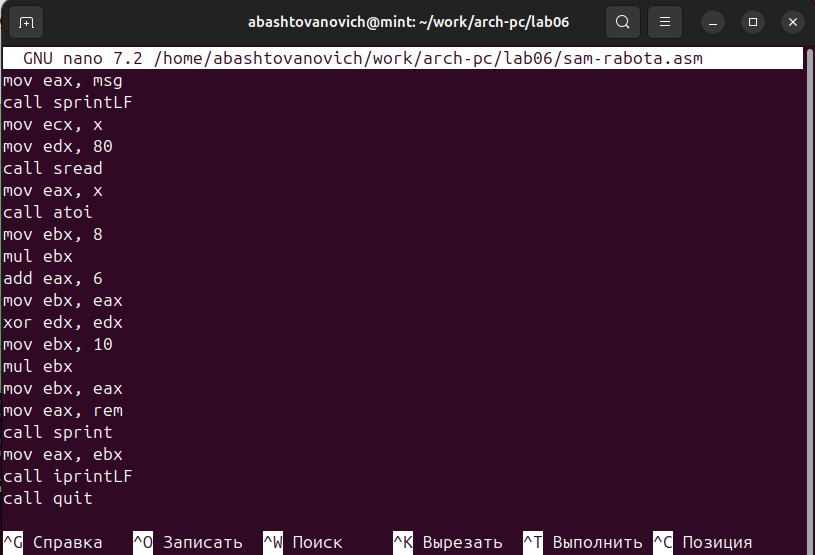 abashtovanovich@mint: ~/work/arch-pc/lab06
GNU nano 7.2 /home/abashtovanovich/work/arch-pc/lab06/sam-rabota.asm
mov eax, msg
call sprintLF
mov ecx, x
mov edx, 80
call sread
mov eax, x
call atoi
mov ebx, 8
mul ebx
add eax, 6
mov ebx, eax
xor edx, edx
mov ebx, 10
mul ebx
mov ebx, eax
mov eax, rem
call sprint
mov eax, ebx
call iprintLF
call quit
^G Справка ^O Записать ^W Поиск ^K Вырезать ^T Выполнить ^C Позиция